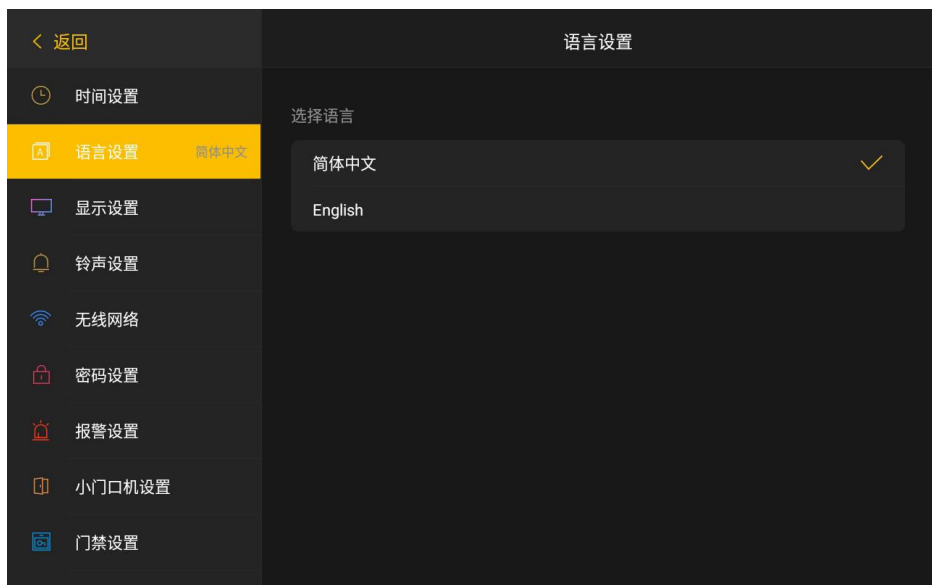 返回
语言设置
时间设置
语言设置 简体中文
显示设置
铃声设置
无线网络
密码设置
报警设置
小门口机设置
门禁设置
选择语言
简体中文
English